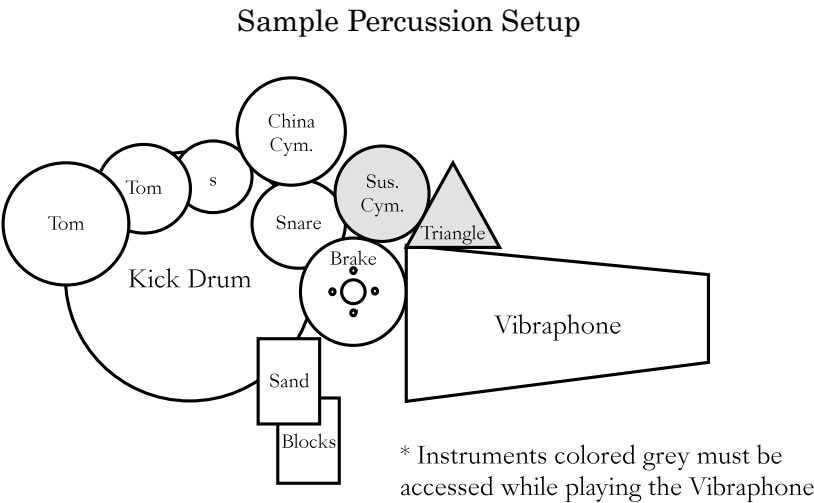 Sample Percussion Setup
China
Cym.
Tom
Tom
s
Sus.
Cym.
Snare
Triangle
Brake
Kick Drum
Vibraphone
Sand
Blocks
* Instruments colored grey must be
accessed while playing the Vibraphone